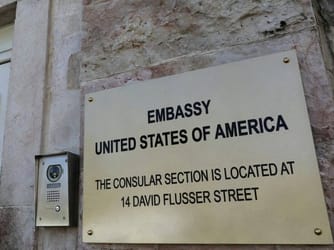 EMBASSY
UNITED STATES OF AMERICA
THE CONSULAR SECTION IS LOCATED AT
14 DAVID FLUSSER STREET